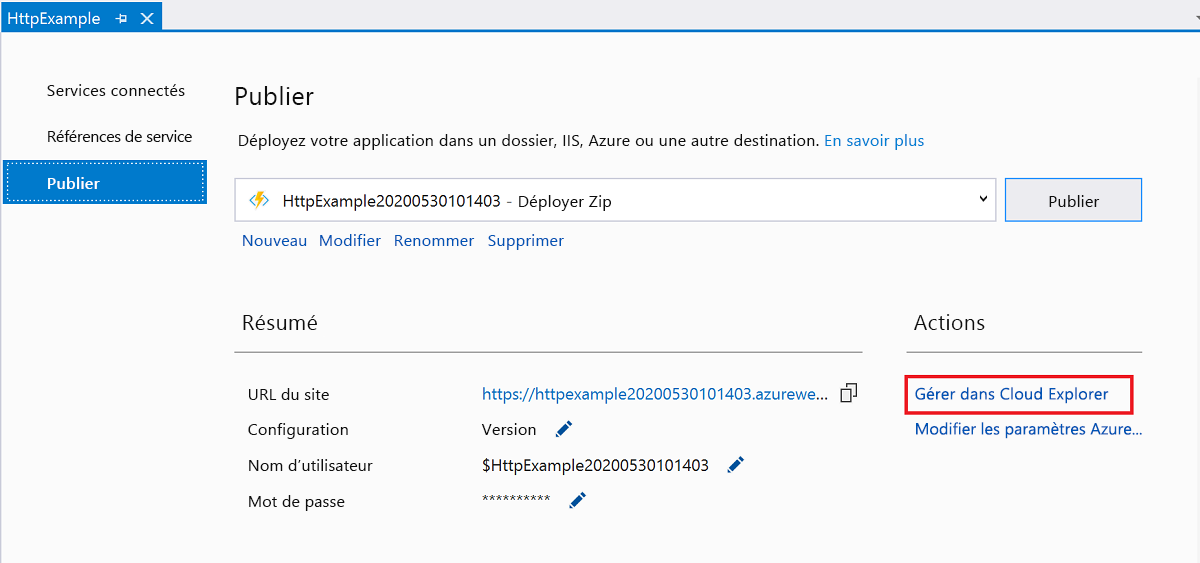 HttpExample
Services connectés
Références de service
Publier
Publier
Déployez votre application dans un dossier, IIS, Azure ou une autre destination. En savoir plus
HttpExample20200530101403 - Déployer Zip
Publier
Nouveau Modifier Renommer Supprimer
Résumé
URL du site https://httpexample20200530101403.azurewe...
Configuration Version
Nom d'utilisateur $HttpExample20200530101403
Mot de passe **********
Actions
Gérer dans Cloud Explorer
Modifier les paramètres Azure...